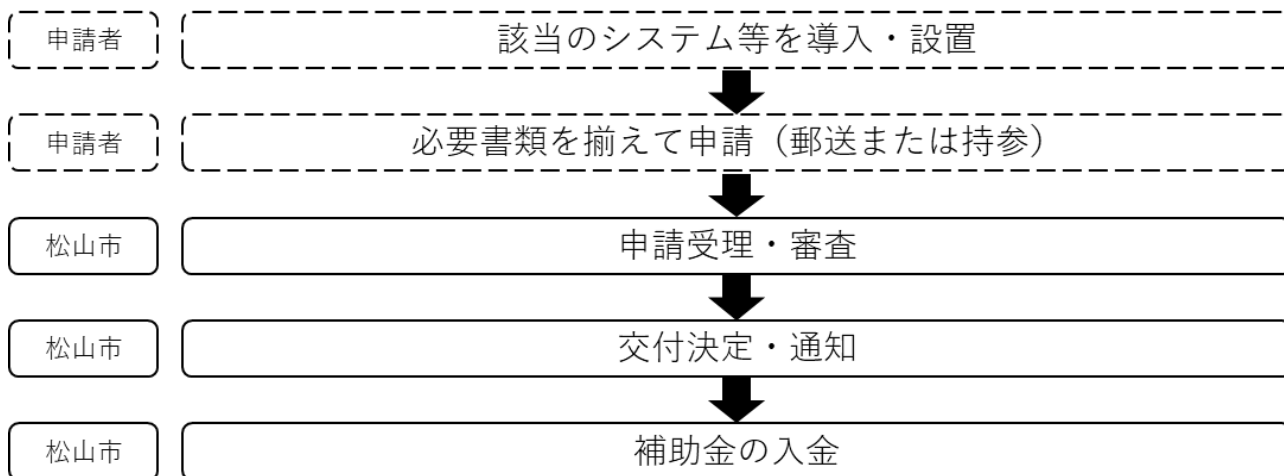 申請者 該当のシステム等を導入・設置
申請者 必要書類を揃えて申請（郵送または持参）
松山市 申請受理・審査
松山市 交付決定・通知
松山市 補助金の入金